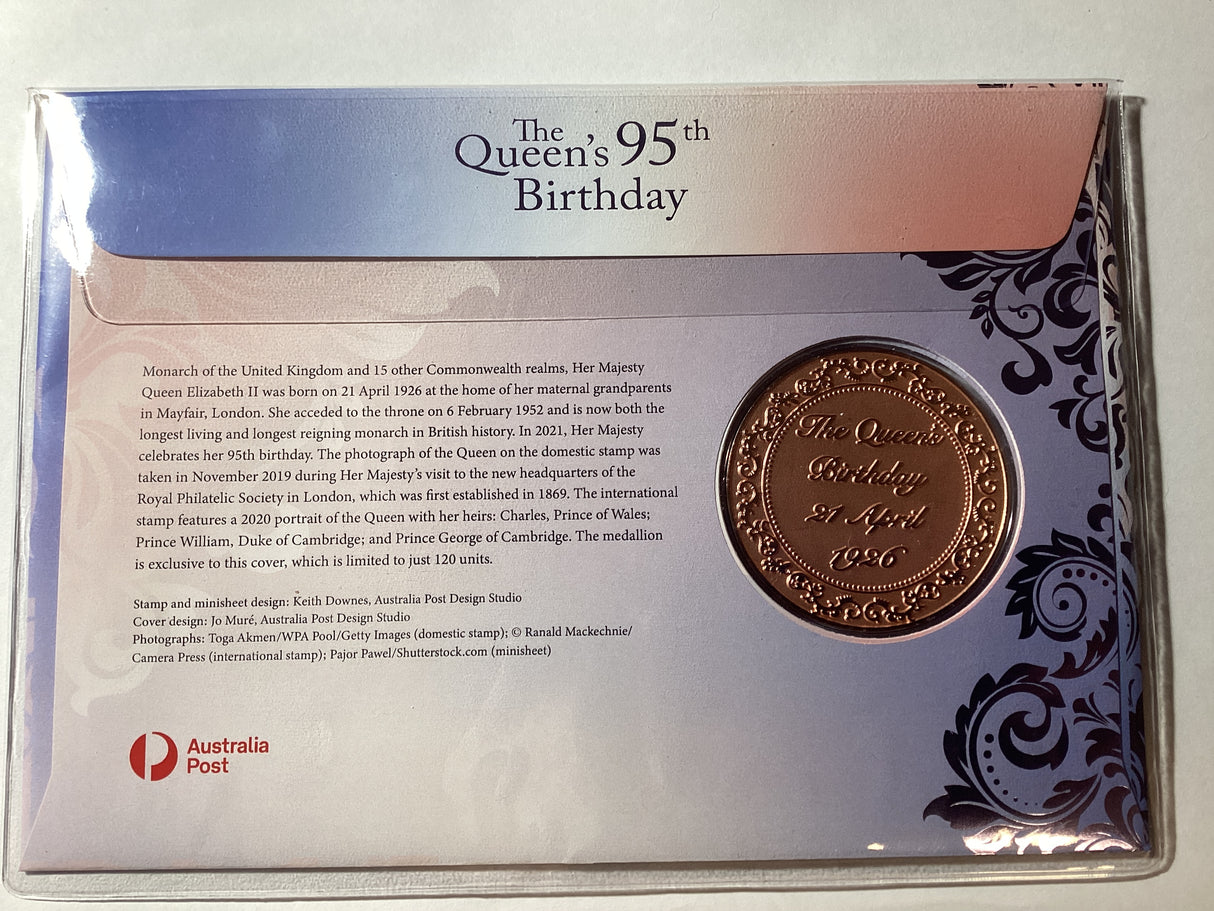 The
Queen's 95th
Birthday
Monarch of the United Kingdom and 15 other Commonwealth realms, Her Majesty
Queen Elizabeth II was born on 21 April 1926 at the home of her maternal grandparents
in Mayfair, London. She acceded to the throne on 6 February 1952 and is now both the
longest living and longest reigning monarch in British history. In 2021, Her Majesty
celebrates her 95th birthday. The photograph of the Queen on the domestic stamp was
taken in November 2019 during Her Majesty's visit to the new headquarters of the
Royal Philatelic Society in London, which was first established in 1869. The international
stamp features a 2020 portrait of the Queen with her heirs: Charles, Prince of Wales;
Prince William, Duke of Cambridge; and Prince George of Cambridge. The medallion
is exclusive to this cover, which is limited to just 120 units.
Stamp and minisheet design: Keith Downes, Australia Post Design Studio
Cover design: Jo Muré, Australia Post Design Studio
Photographs: Toga Akmen/WPA Pool/Getty Images (domestic stamp); © Ranald Mackechnie/
Camera Press (international stamp); Pajor Pawel/Shutterstock.com (minisheet)
Australia
Post
The Queen's
Birthday
21 April
1926